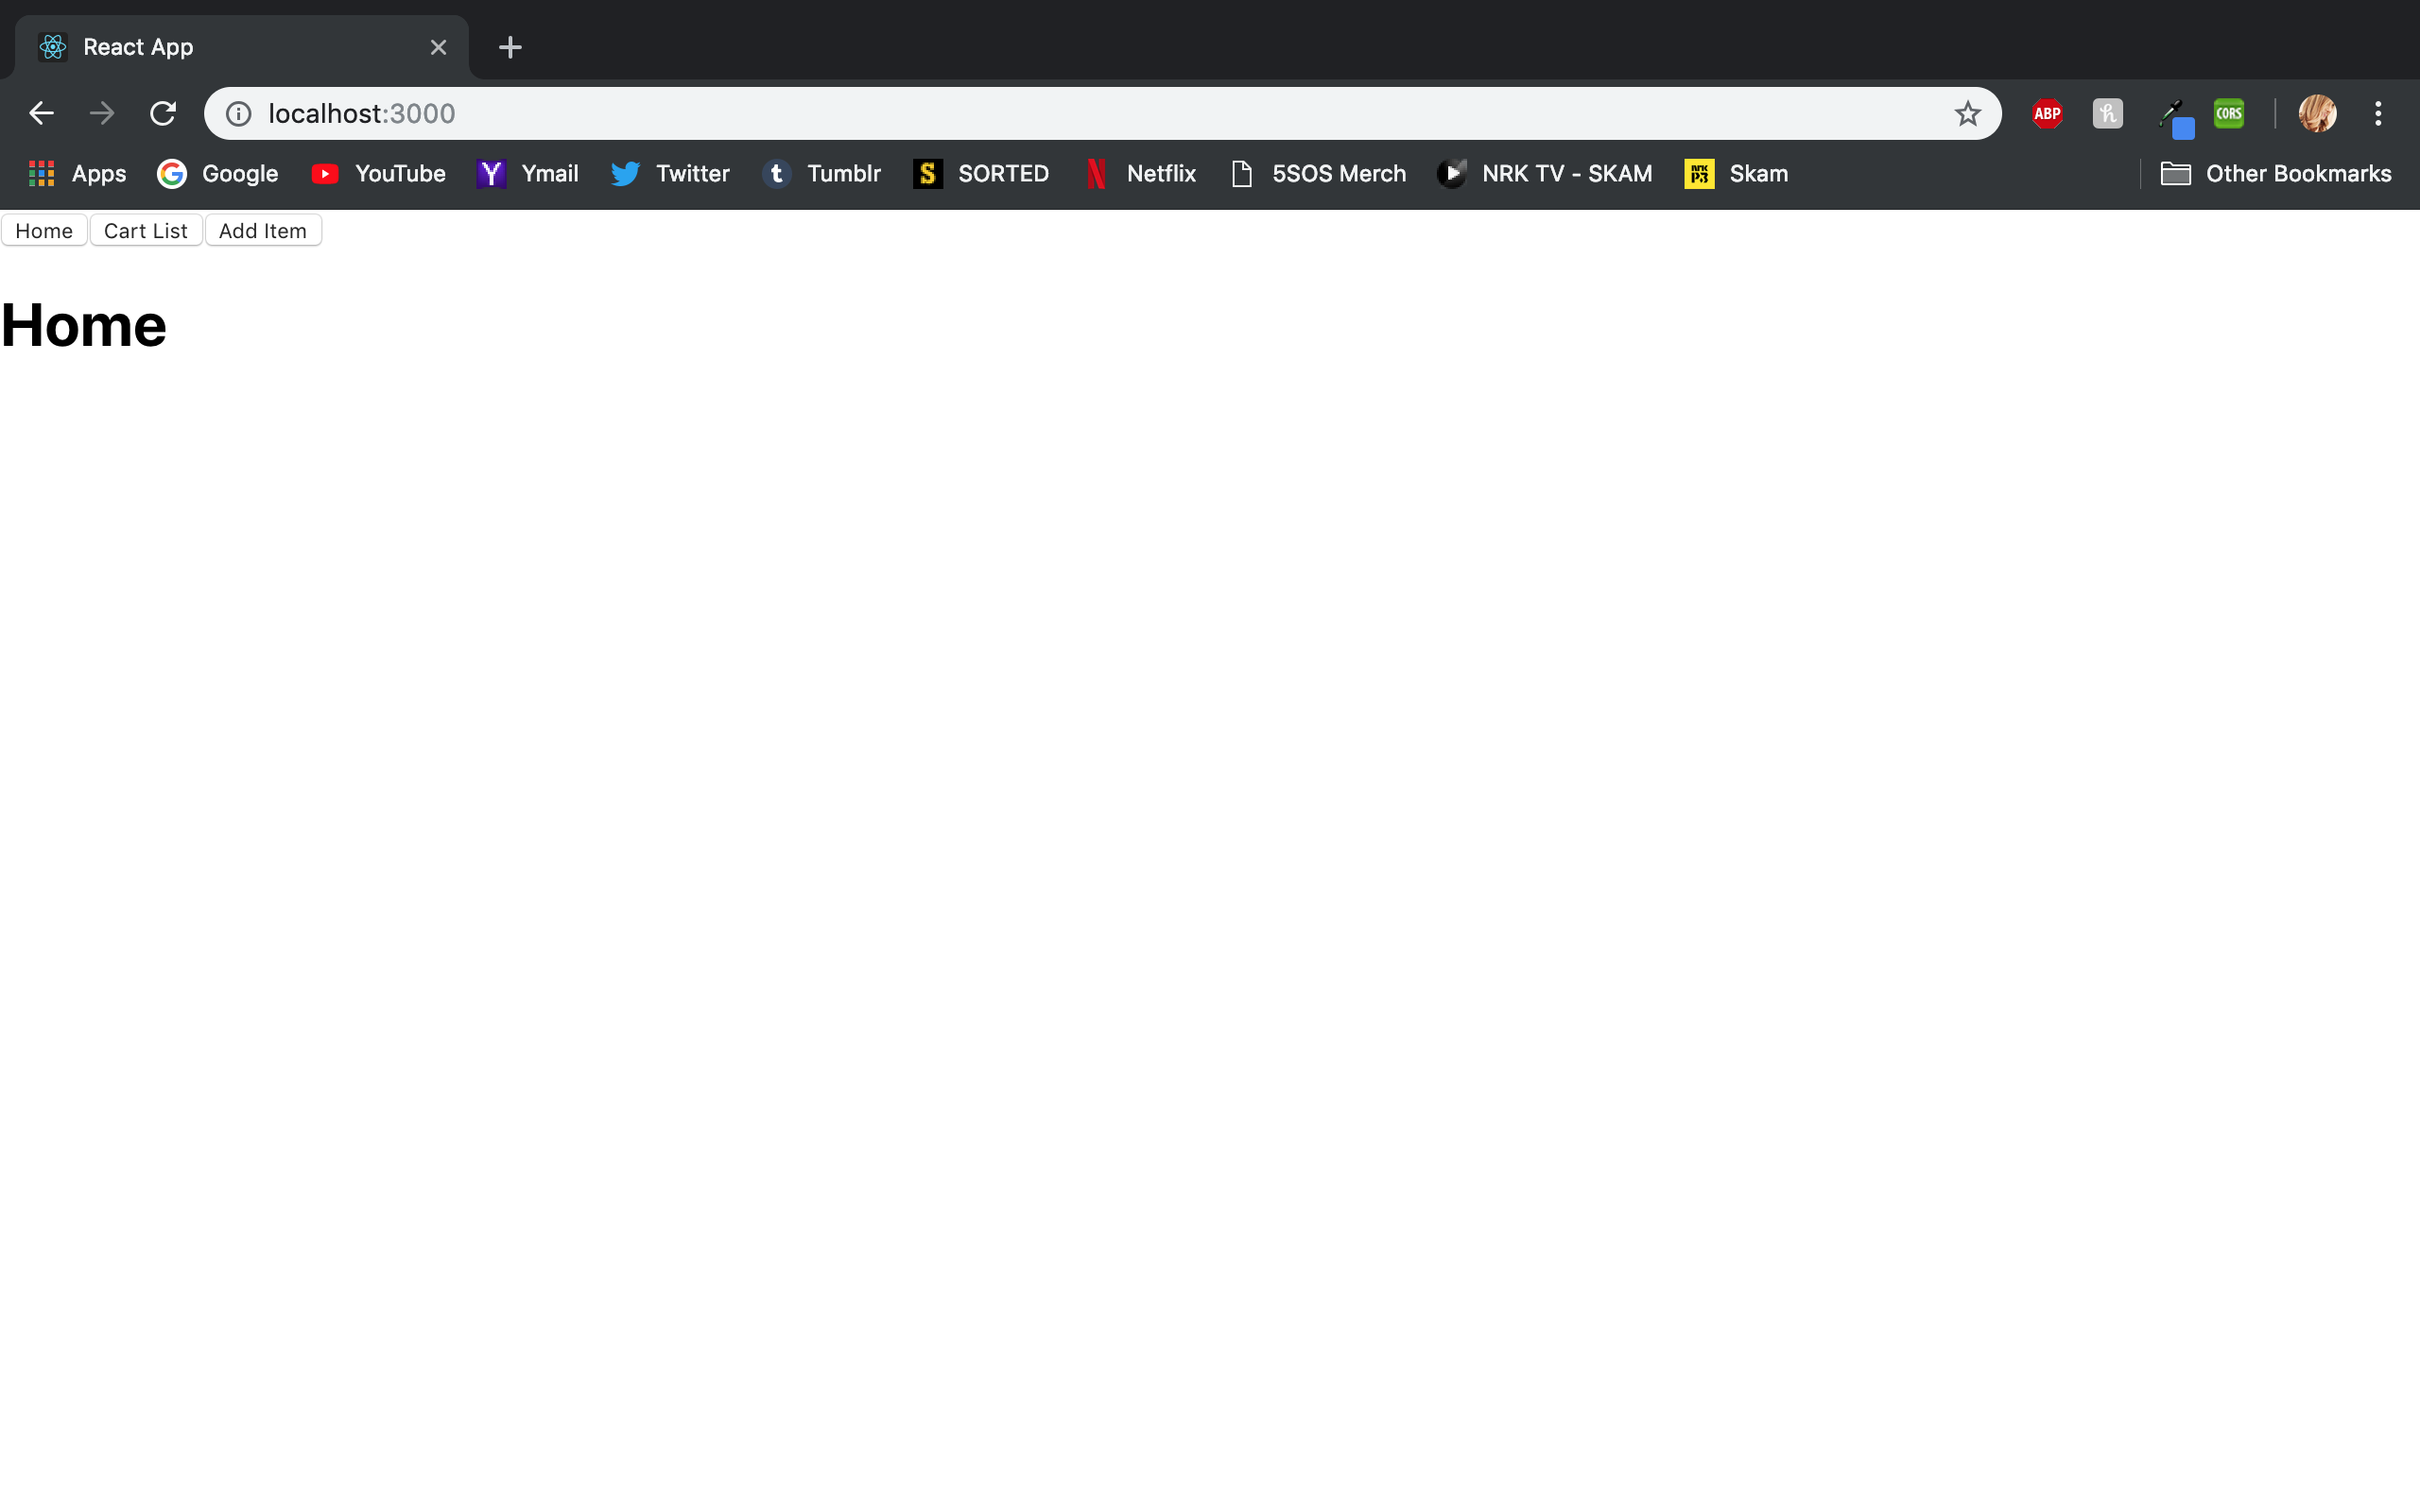 React App
localhost:3000
ABP
CORS
Apps Google YouTube Ymail Twitter Tumblr SORTED Netflix 5SOS Merch NRK TV - SKAM Skam Other Bookmarks
Home Cart List Add Item
Home